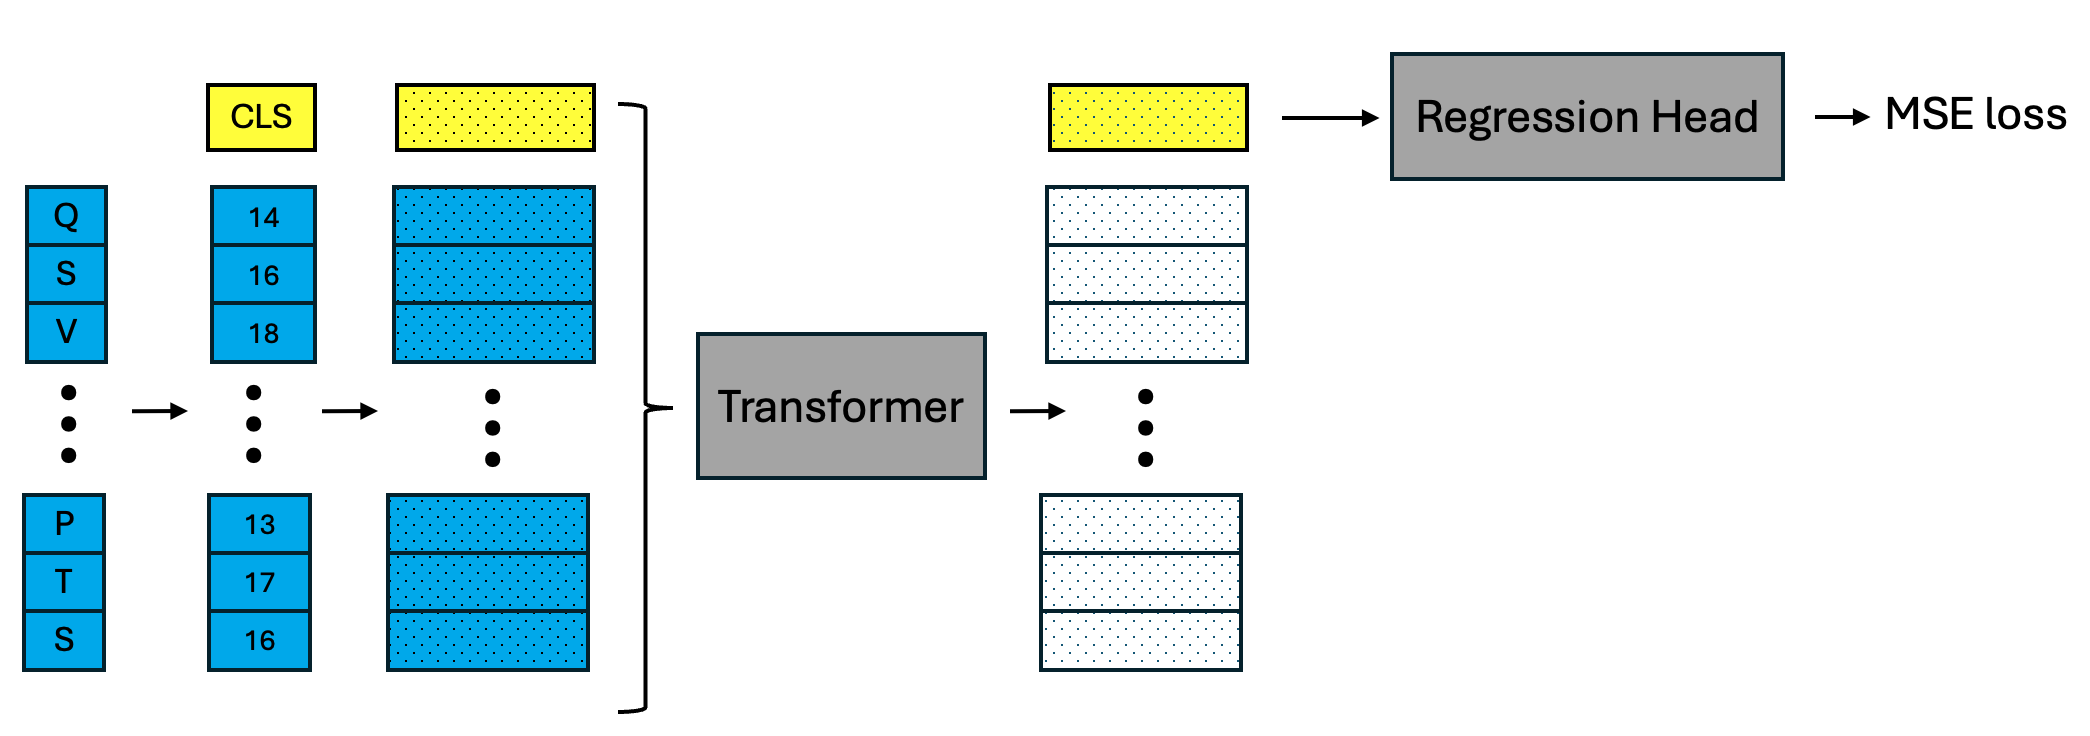 CLS
Regression Head
MSE loss
Q
14
S
16
V
18
Transformer
P
13
T
17
S
16